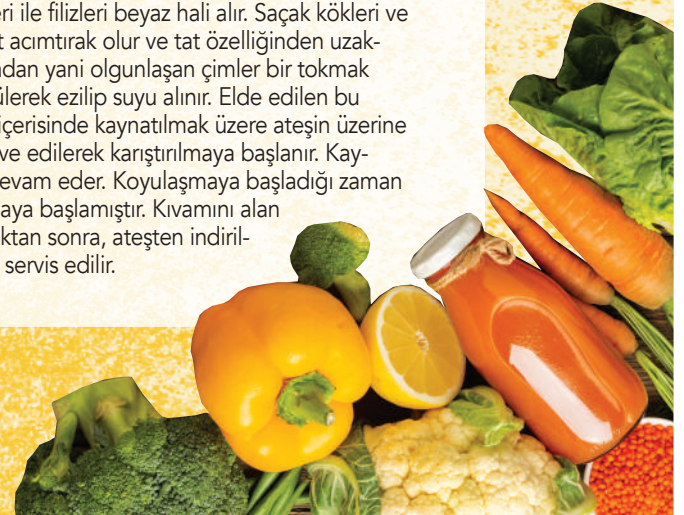 ri ile filizleri beyaz hali alır. Saçak kökleri ve
t acımtırak olur ve tat özelliğinden uzak-
ndan yani olgunlaşan çimler bir tokmak
ülerek ezilip suyu alınır. Elde edilen bu
içerisinde kaynatılmak üzere ateşin üzerine
ve edilerek karıştırılmaya başlanır. Kay-
evam eder. Koyulaşmaya başladığı zaman
aya başlamıştır. Kıvamını alan
ktan sonra, ateşten indiril-
servis edilir.